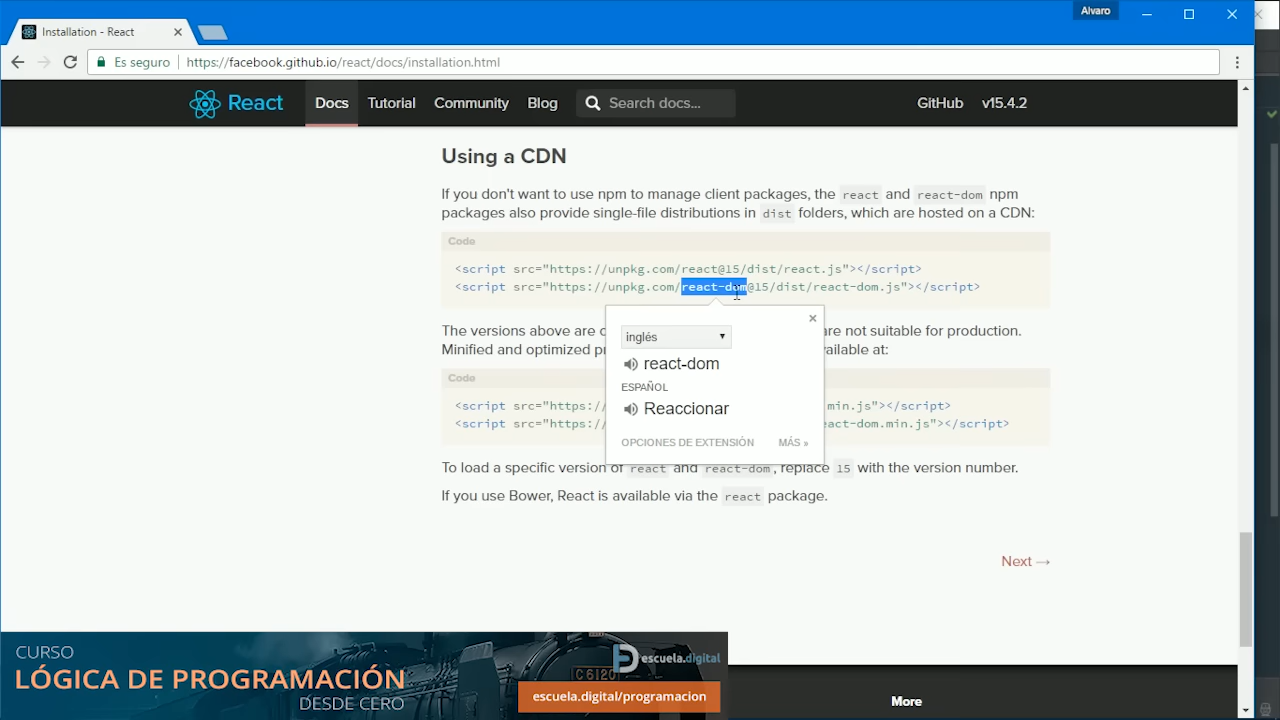 Alvaro
Installation - React
Es seguro
https://facebook.github.io/react/docs/installation.html
React
Docs
Tutorial
Community
Blog
Search docs...
GitHub
v15.4.2
Using a CDN
If you don't want to use npm to manage client packages, the react and react-dom npm
packages also provide single-file distributions in dist folders, which are hosted on a CDN:
Code
<script src="https://unpkg.com/react@15/dist/react.js"></script>
<script src="https://unpkg.com/react-dom@15/dist/react-dom.js"></script>
The versions above are o
are not suitable for production.
Minified and optimized pr
vailable at:
inglés
react-dom
ESPAÑOL
Reaccionar
OPCIONES DE EXTENSIÓN
MÁS »
Code
<script src="https://
min.js"></script>
<script src="https://
eact-dom.min.js"></script>
To load a specific version of react and react-dom, replace 15 with the version number.
If you use Bower, React is available via the react package.
Next →
CURSO
LÓGICA DE PROGRAMACIÓN
DESDE CERO
C6120
escuela.digital
escuela.digital/programacion
More